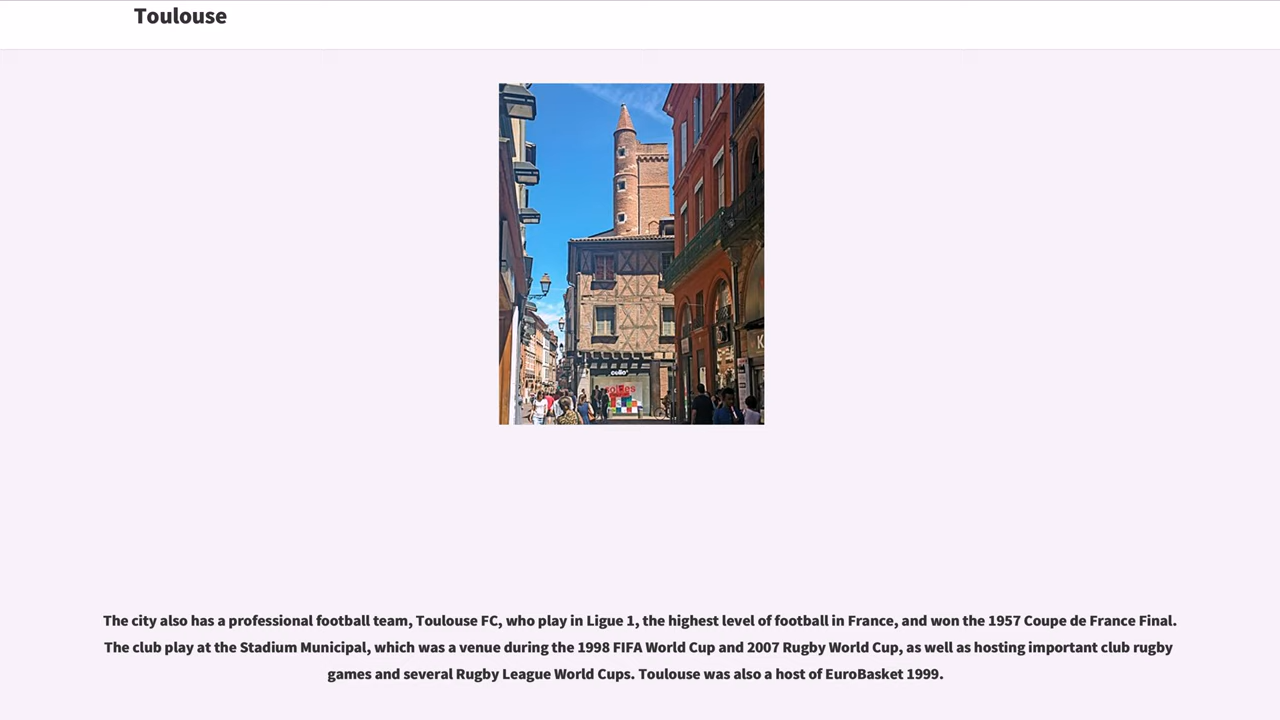 Toulouse
culto
soldes
K
The city also has a professional football team, Toulouse FC, who play in Ligue 1, the highest level of football in France, and won the 1957 Coupe de France Final.
The club play at the Stadium Municipal, which was a venue during the 1998 FIFA World Cup and 2007 Rugby World Cup, as well as hosting important club rugby
games and several Rugby League World Cups. Toulouse was also a host of EuroBasket 1999.